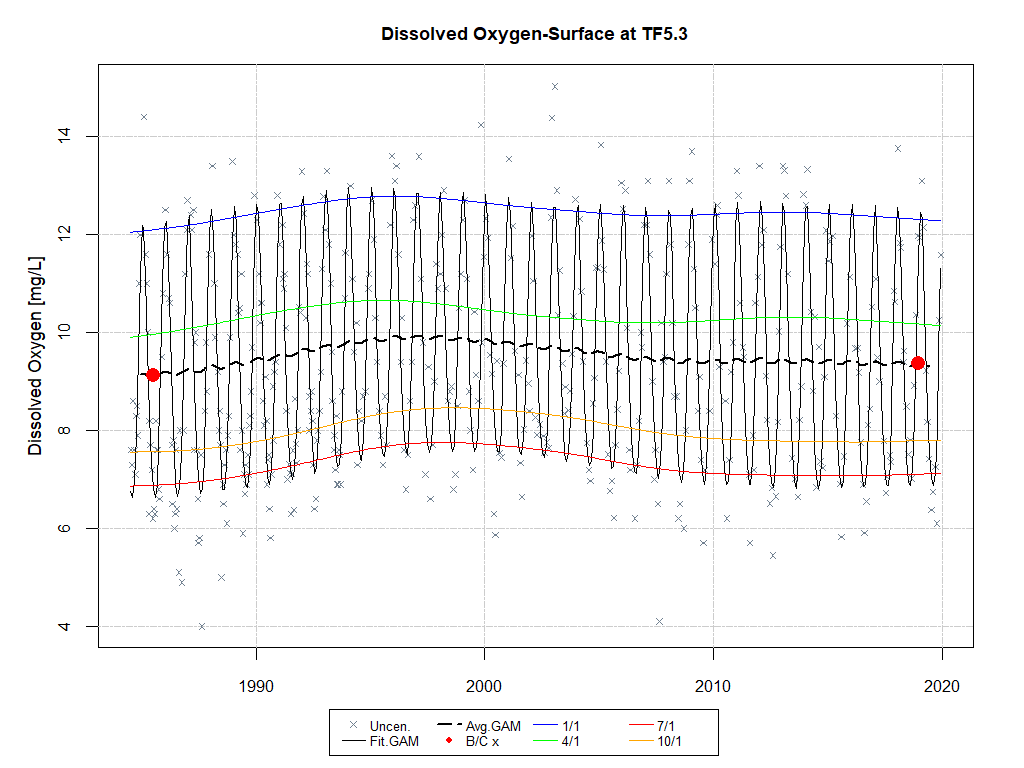 Dissolved Oxygen-Surface at TF5.3
Dissolved Oxygen [mg/L]
14
12
10
8
6
4
1990 2000 2010 2020
Uncen. Avg.GAM 1/1 7/1
Fit.GAM B/C x 4/1 10/1